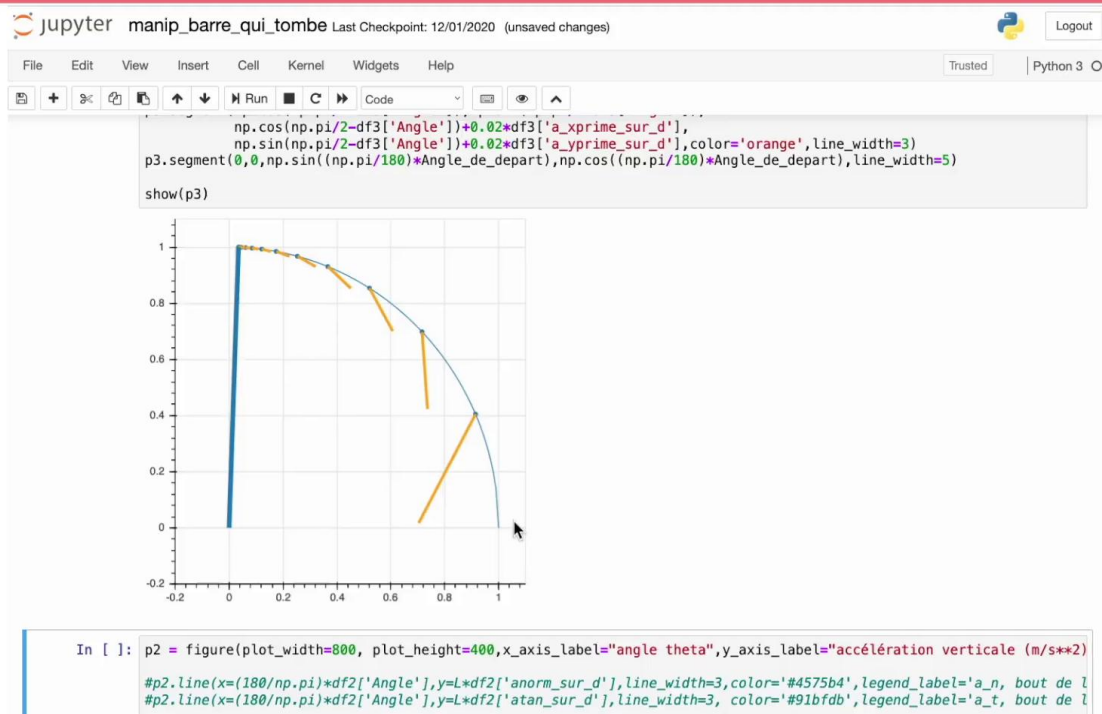 jupyter manip_barre_qui_tombe Last Checkpoint: 12/01/2020 (unsaved changes) Logout
File Edit View Insert Cell Kernel Widgets Help Trusted Python 3
Run Code
np.cos(np.pi/2-df3['Angle'])+0.02*df3['a_xprime_sur_d'],
np.sin(np.pi/2-df3['Angle'])+0.02*df3['a_yprime_sur_d'],color='orange',line_width=3)
p3.segment(0,0,np.sin((np.pi/180)*Angle_de_depart),np.cos((np.pi/180)*Angle_de_depart),line_width=5)
show(p3)
1
0.8
0.6
0.4
0.2
0
-0.2
-0.2 0 0.2 0.4 0.6 0.8 1
In [ ]: p2 = figure(plot_width=800, plot_height=400,x_axis_label="angle theta",y_axis_label="accélération verticale (m/s**2)
#p2.line(x=(180/np.pi)*df2['Angle'],y=L*df2['anorm_sur_d'],line_width=3,color='#4575b4',legend_label='a_n, bout de l
#p2.line(x=(180/np.pi)*df2['Angle'],y=L*df2['atan_sur_d'],line_width=3, color='#91bfdb',legend_label='a_t, bout de l